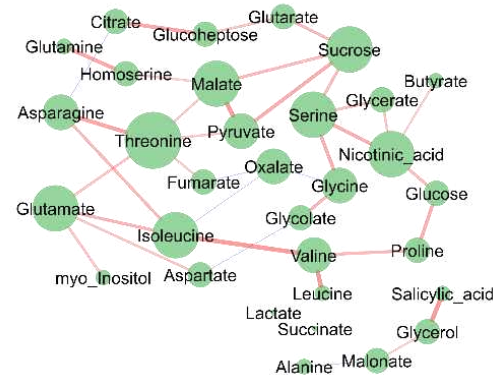 Citrate
Glutarate
Glucoheptose
Glutamine
Sucrose
Homoserine
Malate
Butyrate
Glycerate
Asparagine
Serine
Threonine
Pyruvate
Nicotinic_acid
Oxalate
Fumarate
Glycine
Glucose
Glutamate
Glycolate
Isoleucine
Valine
Proline
myo_Inositol
Aspartate
Leucine
Salicylic_acid
Lactate
Succinate
Glycerol
Alanine
Malonate